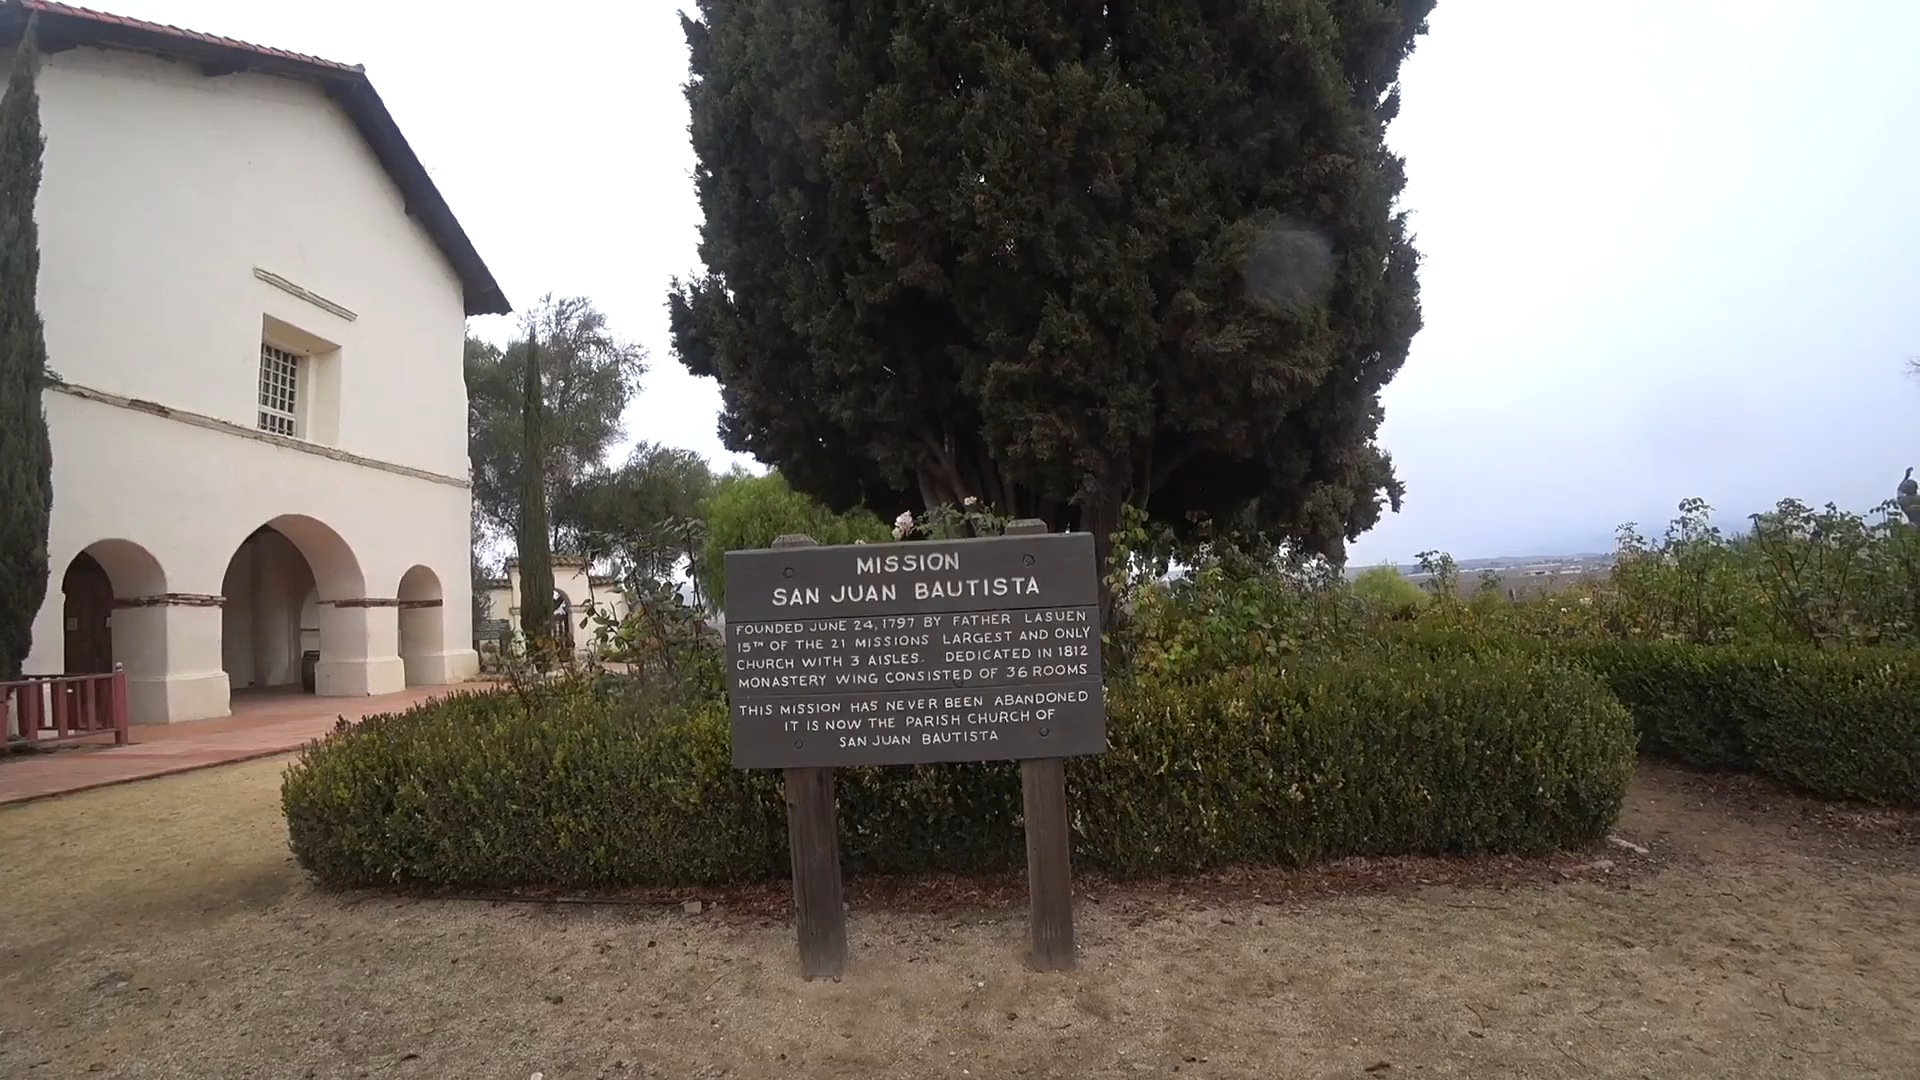 MISSION
SAN JUAN BAUTISTA
FOUNDED JUNE 24, 1797 BY FATHER LASUEN
15TH OF THE 21 MISSIONS LARGEST AND ONLY
CHURCH WITH 3 AISLES. DEDICATED IN 1812
MONASTERY WING CONSISTED OF 36 ROOMS
THIS MISSION HAS NEVER BEEN ABANDONED
IT IS NOW THE PARISH CHURCH OF
SAN JUAN BAUTISTA